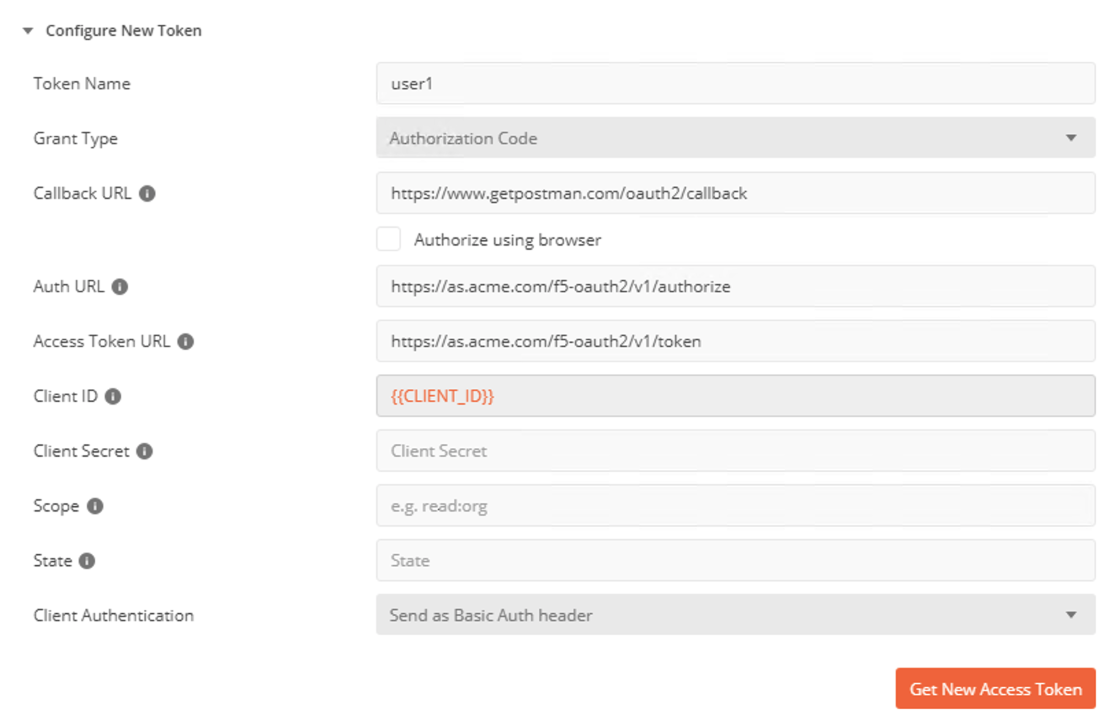 Configure New Token
Token Name user1
Grant Type Authorization Code
Callback URL https://www.getpostman.com/oauth2/callback
Authorize using browser
Auth URL https://as.acme.com/f5-oauth2/v1/authorize
Access Token URL https://as.acme.com/f5-oauth2/v1/token
Client ID {{CLIENT_ID}}
Client Secret Client Secret
Scope e.g. read:org
State State
Client Authentication Send as Basic Auth header
Get New Access Token